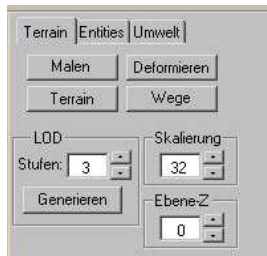 Terrain Entities Umwelt
Malen Deformieren
Terrain Wege
LOD Skalierung
Stufen: 3 32
Generieren Ebene-Z
0